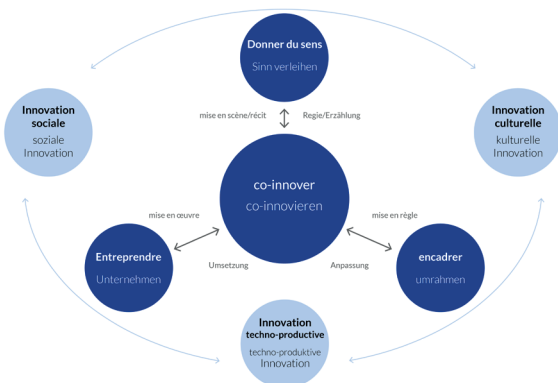 Donner du sens
Sinn verleihen
Innovation
sociale
soziale
Innovation
mise en scène/récit
Regie/Erzählung
Innovation
culturelle
kulturelle
Innovation
co-innover
co-innovieren
mise en œuvre
mise en règle
Entreprendre
Unternehmen
Umsetzung
Anpassung
encadrer
umrahmen
Innovation
techno-productive
techno-produktive
Innovation